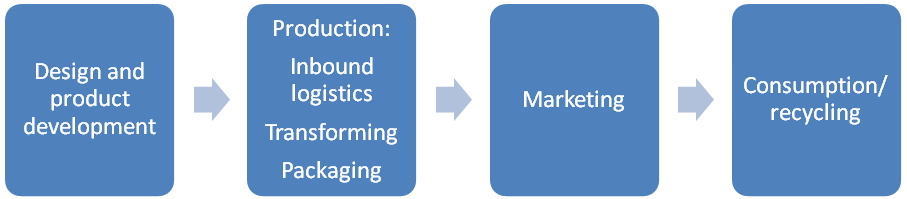 Design and
product
development
Production:
Inbound
logistics
Transforming
Packaging
Marketing
Consumption/
recycling